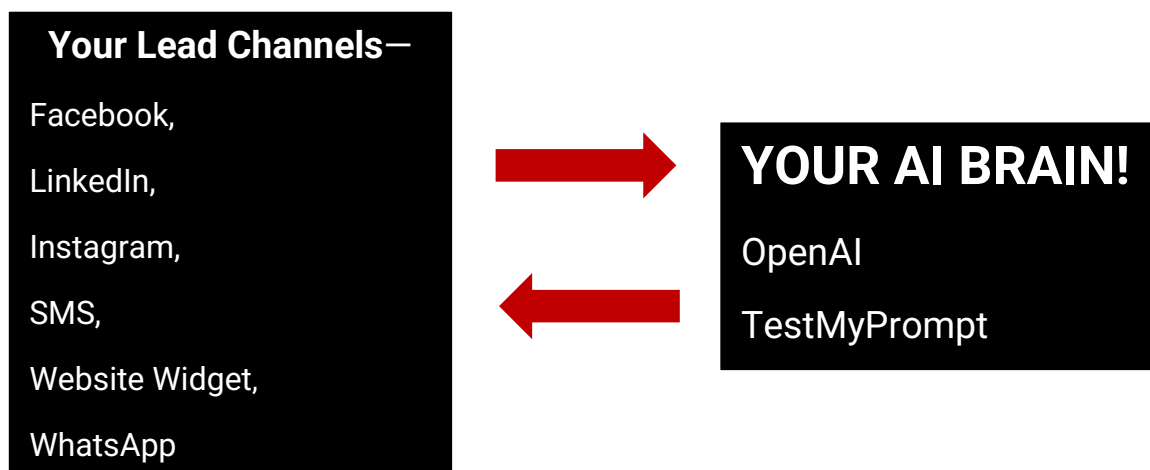 Your Lead Channels—
Facebook,
LinkedIn,
Instagram,
SMS,
Website Widget,
WhatsApp
YOUR AI BRAIN!
OpenAI
TestMyPrompt